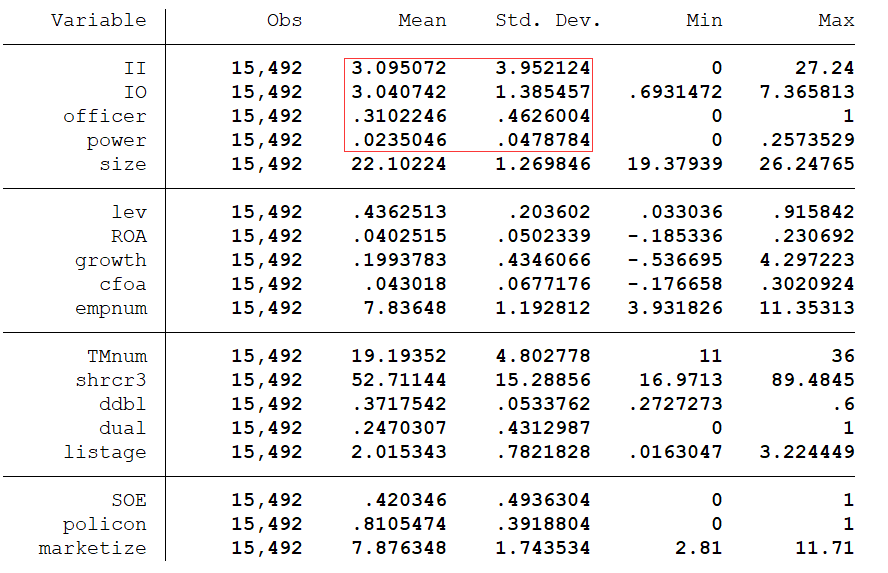 Variable Obs Mean Std. Dev. Min Max
II 15,492 3.095072 3.952124 0 27.24
IO 15,492 3.040742 1.385457 .6931472 7.365813
officer 15,492 .3102246 .4626004 0 1
power 15,492 .0235046 .0478784 0 .2573529
size 15,492 22.10224 1.269846 19.37939 26.24765
lev 15,492 .4362513 .203602 .033036 .915842
ROA 15,492 .0402515 .0502339 -.185336 .230692
growth 15,492 .1993783 .4346066 -.536695 4.297223
cfoa 15,492 .043018 .0677176 -.176658 .3020924
empnum 15,492 7.83648 1.192812 3.931826 11.35313
TMnum 15,492 19.19352 4.802778 11 36
shrcr3 15,492 52.71144 15.28856 16.9713 89.4845
ddbl 15,492 .3717542 .0533762 .2727273 .6
dual 15,492 .2470307 .4312987 0 1
listage 15,492 2.015343 .7821828 .0163047 3.224449
SOE 15,492 .420346 .4936304 0 1
policon 15,492 .8105474 .3918804 0 1
marketize 15,492 7.876348 1.743534 2.81 11.71